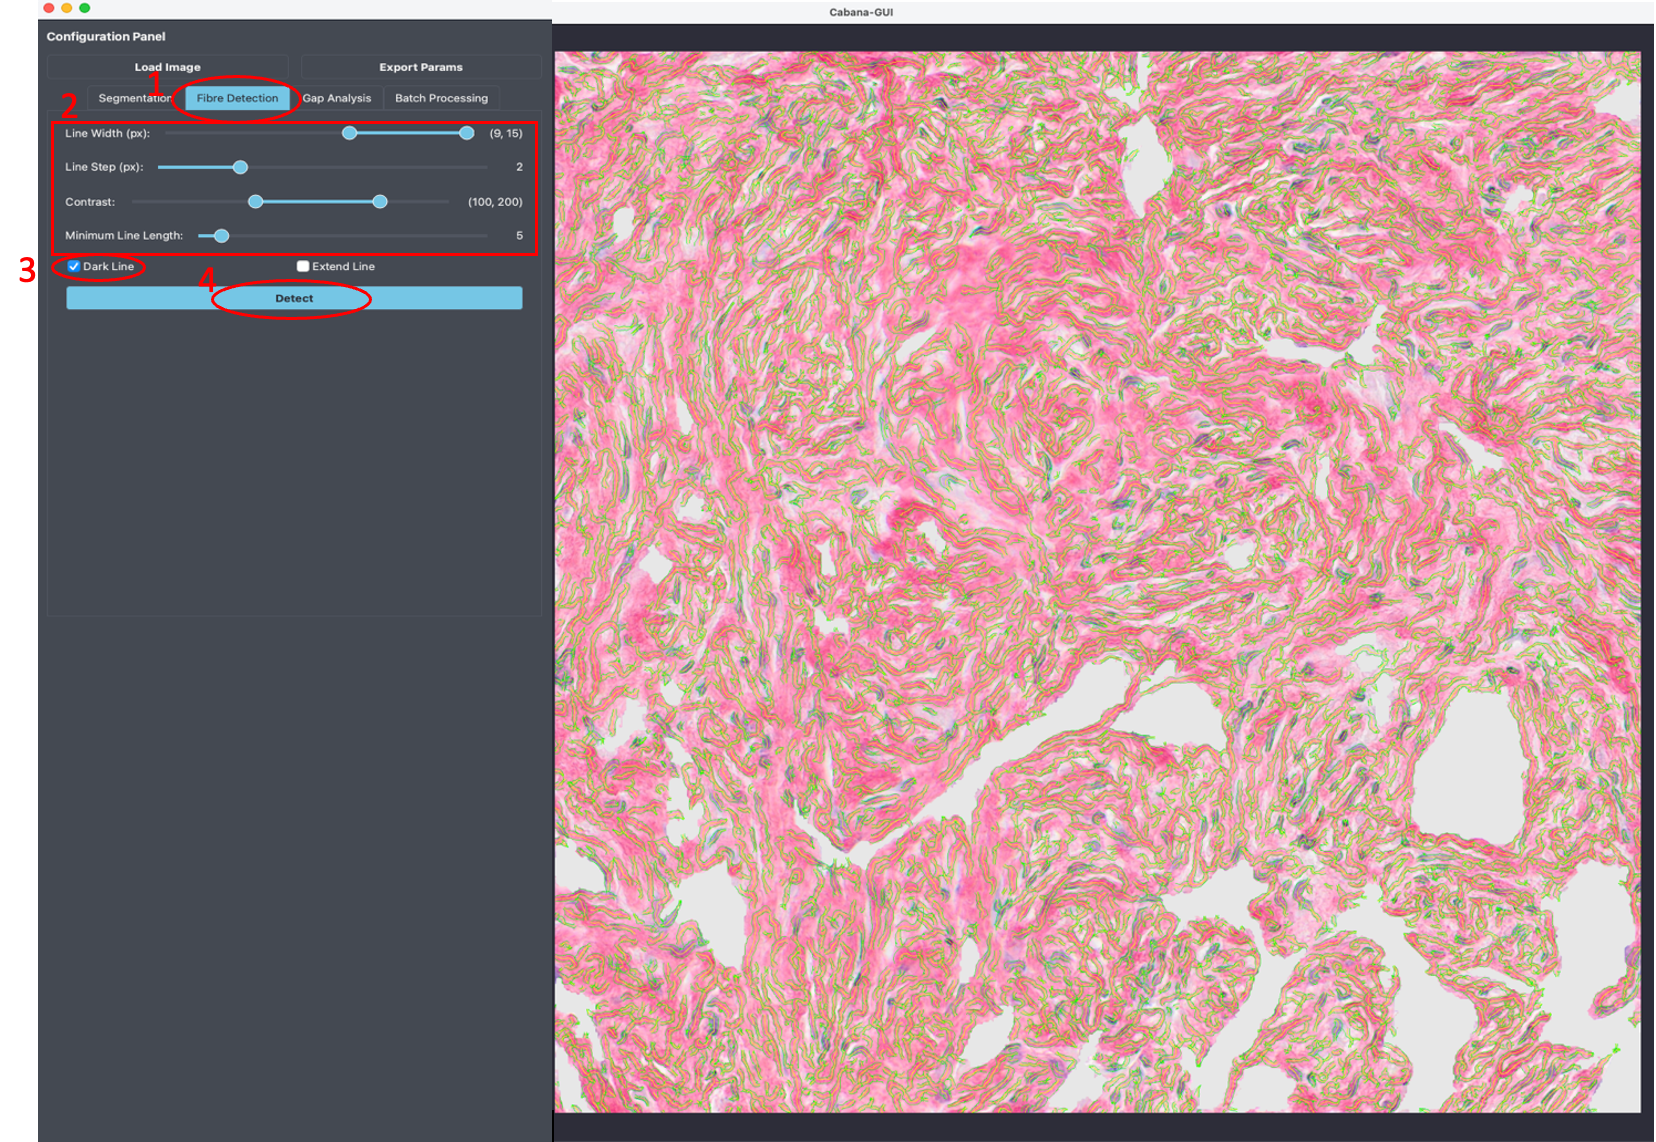 Cabana-GUI
Configuration Panel
Load Image Export Params
1
Segmentation Fibre Detection Gap Analysis Batch Processing
2
Line Width (px): (9, 15)
Line Step (px): 2
Contrast: (100, 200)
Minimum Line Length: 5
3 Dark Line Extend Line
4
Detect